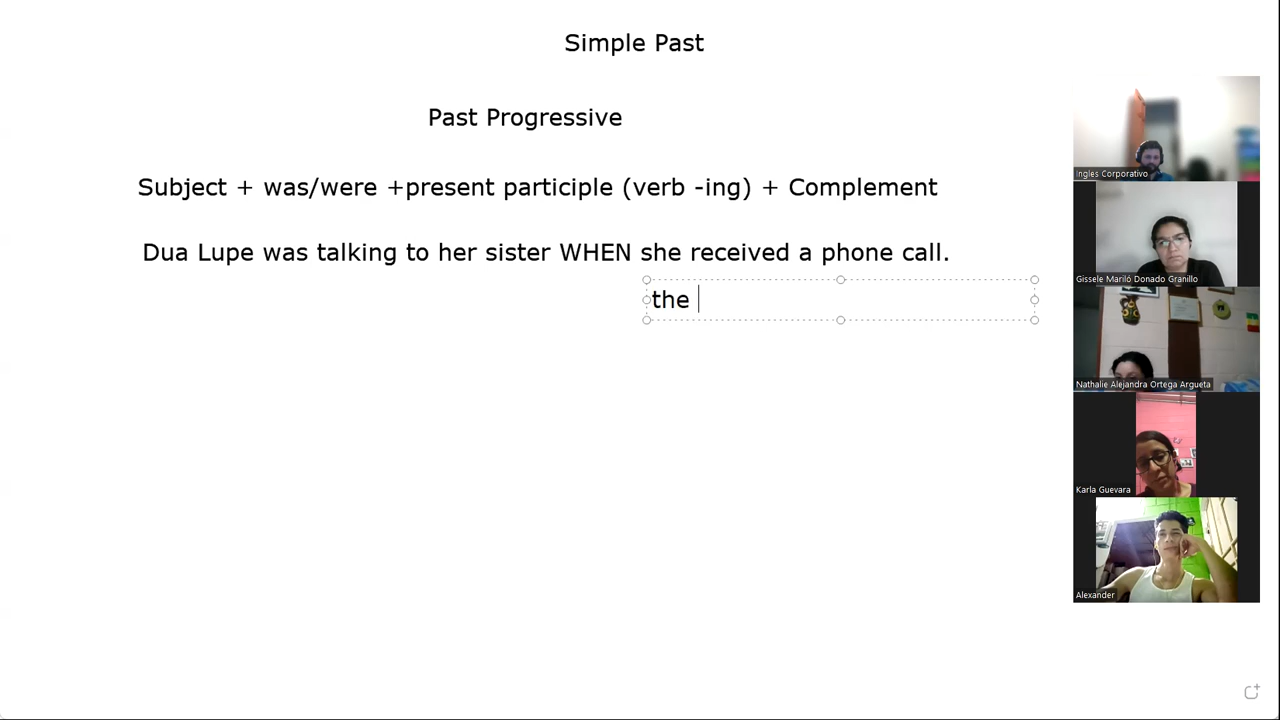 Simple Past
Past Progressive
Subject + was/were +present participle (verb -ing) + Complement
Dua Lupe was talking to her sister WHEN she received a phone call.
the
Ingles Corporativo
Gissele Mariló Donado Granillo
Nathalie Alejandra Ortega Argueta
Karla Guevara
Alexander